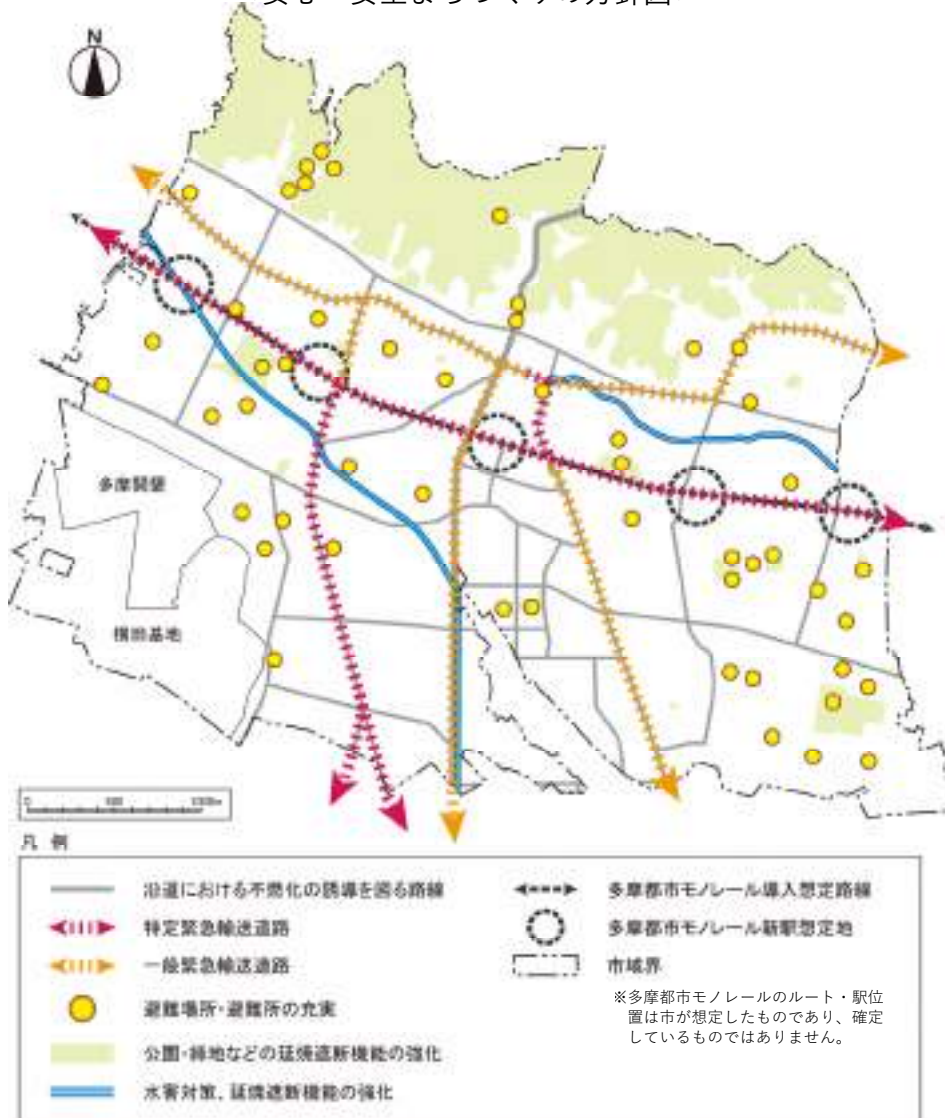 安心・安全まちづくりの方針図
N
多摩開墾
横田基地
0 500 1000m
凡 例
沿道における不燃化の誘導を図る路線
特定緊急輸送道路
一般緊急輸送道路
避難場所・避難所の充実
公園・緑地などの延焼遮断機能の強化
水害対策、延焼遮断機能の強化
多摩都市モノレール導入想定路線
多摩都市モノレール新駅想定地
市域界
※多摩都市モノレールのルート・駅位
置は市が想定したものであり、確定
しているものではありません。